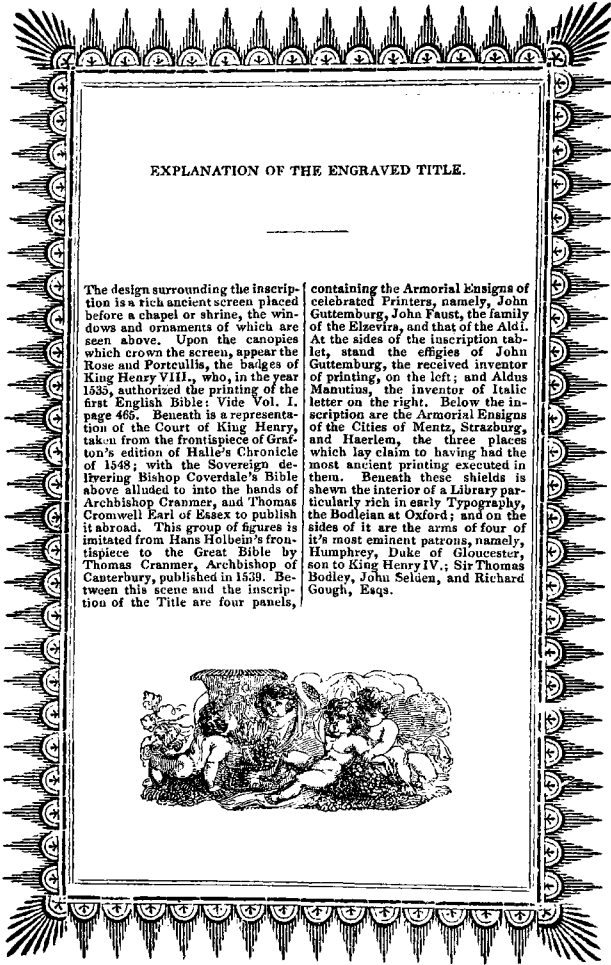 EXPLANATION OF THE ENGRAVED TITLE.
The design surrounding the inscrip-
tion is a rich ancient screen placed
before a chapel or shrine, the win-
dows and ornaments of which are
seen above. Upon the canopies
which crown the screen, appear the
Rose and Portcullis, the badges of
King Henry VIII., who, in the year
1535, authorized the printing of the
first English Bible: Vide Vol. I.
page 465. Beneath is a representa-
tion of the Court of King Henry,
taken from the frontispiece of Graf-
ton's edition of Halle's Chronicle
of 1548; with the Sovereign de-
livering Bishop Coverdale's Bible
above alluded to into the hands of
Archbishop Cranmer, and Thomas
Cromwell Earl of Essex to publish
it abroad. This group of figures is
imitated from Hans Holbein's fron-
tispiece to the Great Bible by
Thomas Cranmer, Archbishop of
Canterbury, published in 1539. Be-
tween this scene and the inscrip-
tion of the Title are four panels,
containing the Armorial Ensigns of
celebrated Printers, namely, John
Guttemburg, John Faust, the family
of the Elzevirs, and that of the Aldi.
At the sides of the inscription tab-
let, stand the effigies of John
Guttemburg, the received inventor
of printing, on the left; and Aldus
Manutius, the inventor of Italic
letter on the right. Below the in-
scription are the Armorial Ensigns
of the Cities of Mentz, Strazburg,
and Haerlem, the three places
which lay claim to having had the
most ancient printing executed in
them. Beneath these shields is
shewn the interior of a Library par-
ticularly rich in early Typography,
the Bodleian at Oxford; and on the
sides of it are the arms of four of
it's most eminent patrons, namely,
Humphrey, Duke of Gloucester,
son to King Henry IV.; Sir Thomas
Bodley, John Selden, and Richard
Gough, Esqs.